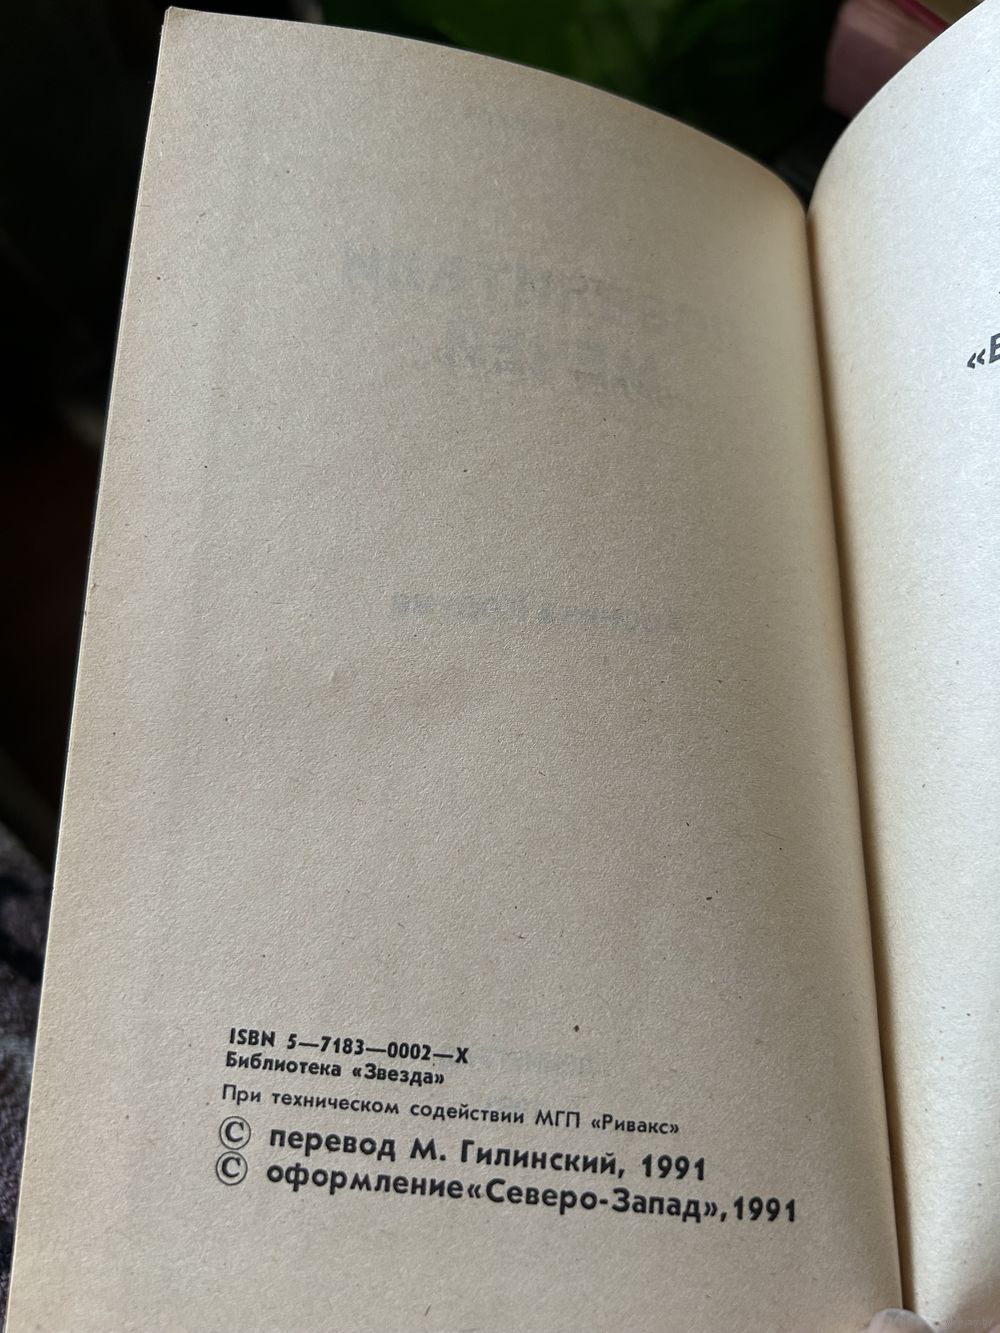 ISBN 5—7183—0002—X
Библиотека «Звезда»
При техническом содействии МГП «Ривакс»
© перевод М. Гилинский, 1991
© оформление«Северо-Запад»,1991